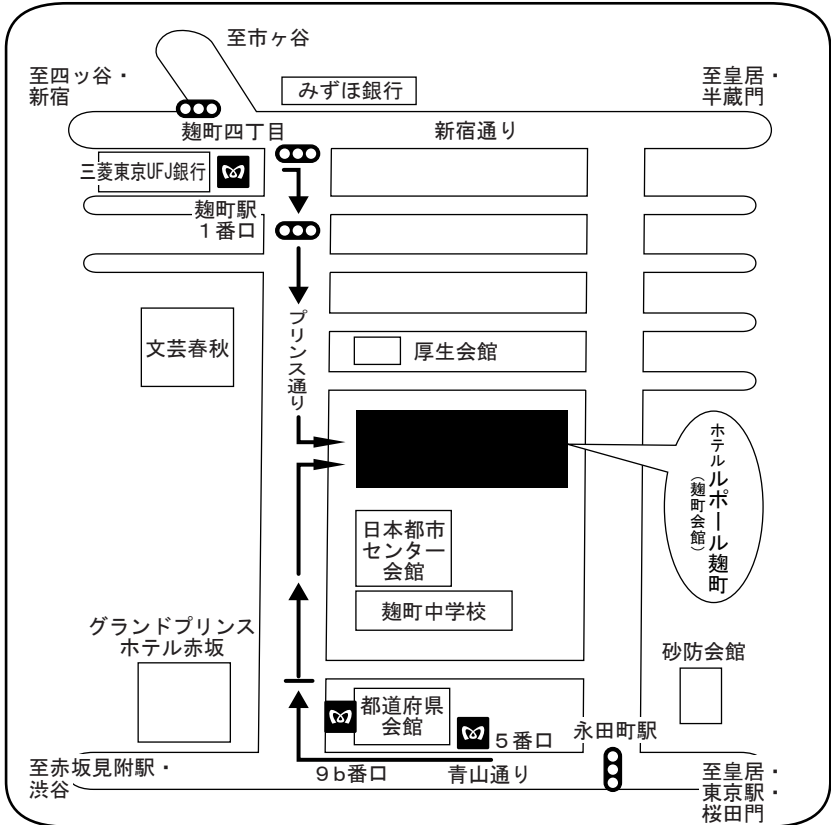 至市ヶ谷
至四ッ谷・
新宿
みずほ銀行
至皇居・
半蔵門
麹町四丁目
新宿通り
三菱東京UFJ銀行
麹町駅
1番口
プリンス通り
文芸春秋
厚生会館
ホテル
ルポール麹町
（麹町会館）
日本都市
センター
会館
麹町中学校
グランドプリンス
ホテル赤坂
砂防会館
都道府県
会館
5番口
永田町駅
至赤坂見附駅・
渋谷
9b番口
青山通り
至皇居・
東京駅・
桜田門